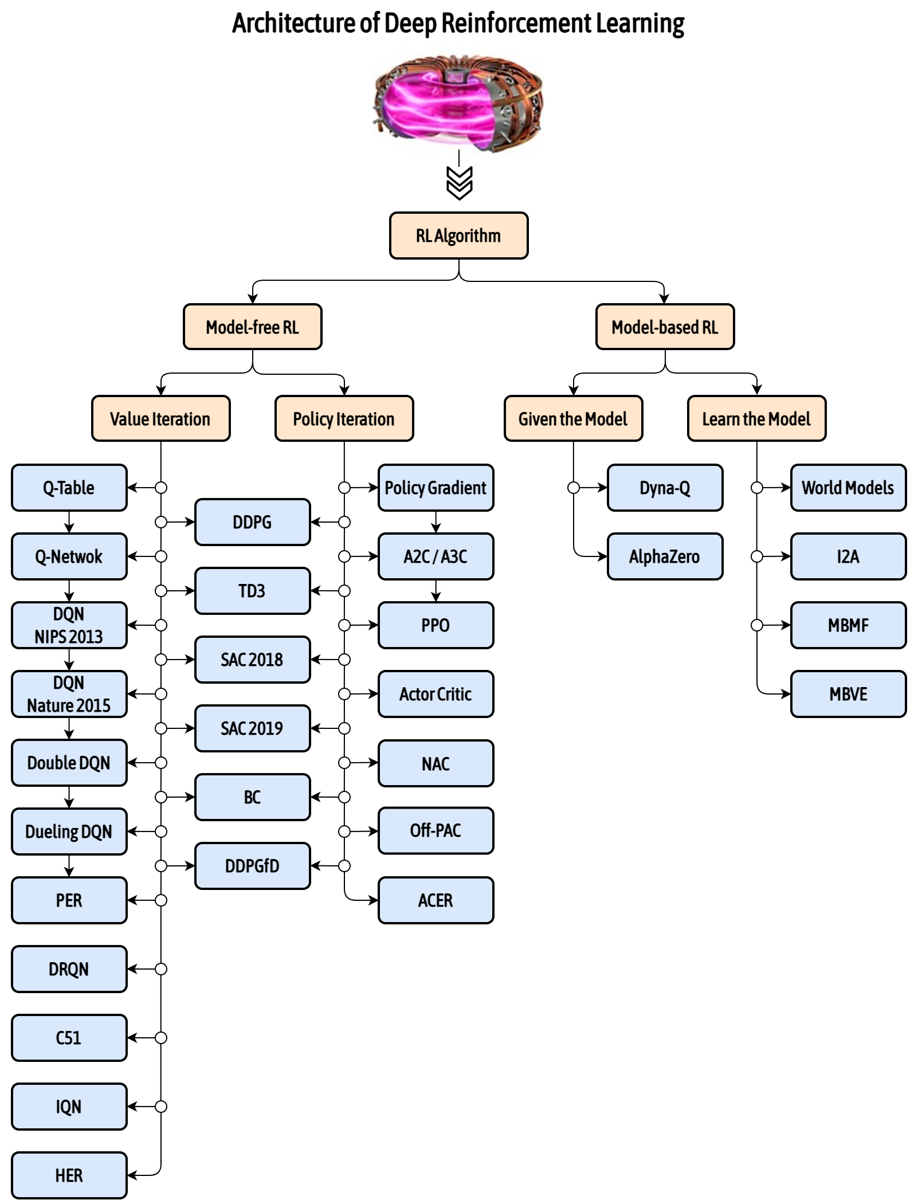 Architecture of Deep Reinforcement Learning
RL Algorithm
Model-free RL
Model-based RL
Value Iteration
Policy Iteration
Given the Model
Learn the Model
Q-Table
Q-Netwok
DQN
NIPS 2013
DQN
Nature 2015
Double DQN
Dueling DQN
PER
DRQN
C51
IQN
HER
DDPG
TD3
SAC 2018
SAC 2019
BC
DDPGfD
Policy Gradient
A2C / A3C
PPO
Actor Critic
NAC
Off-PAC
ACER
Dyna-Q
AlphaZero
World Models
I2A
MBMF
MBVE